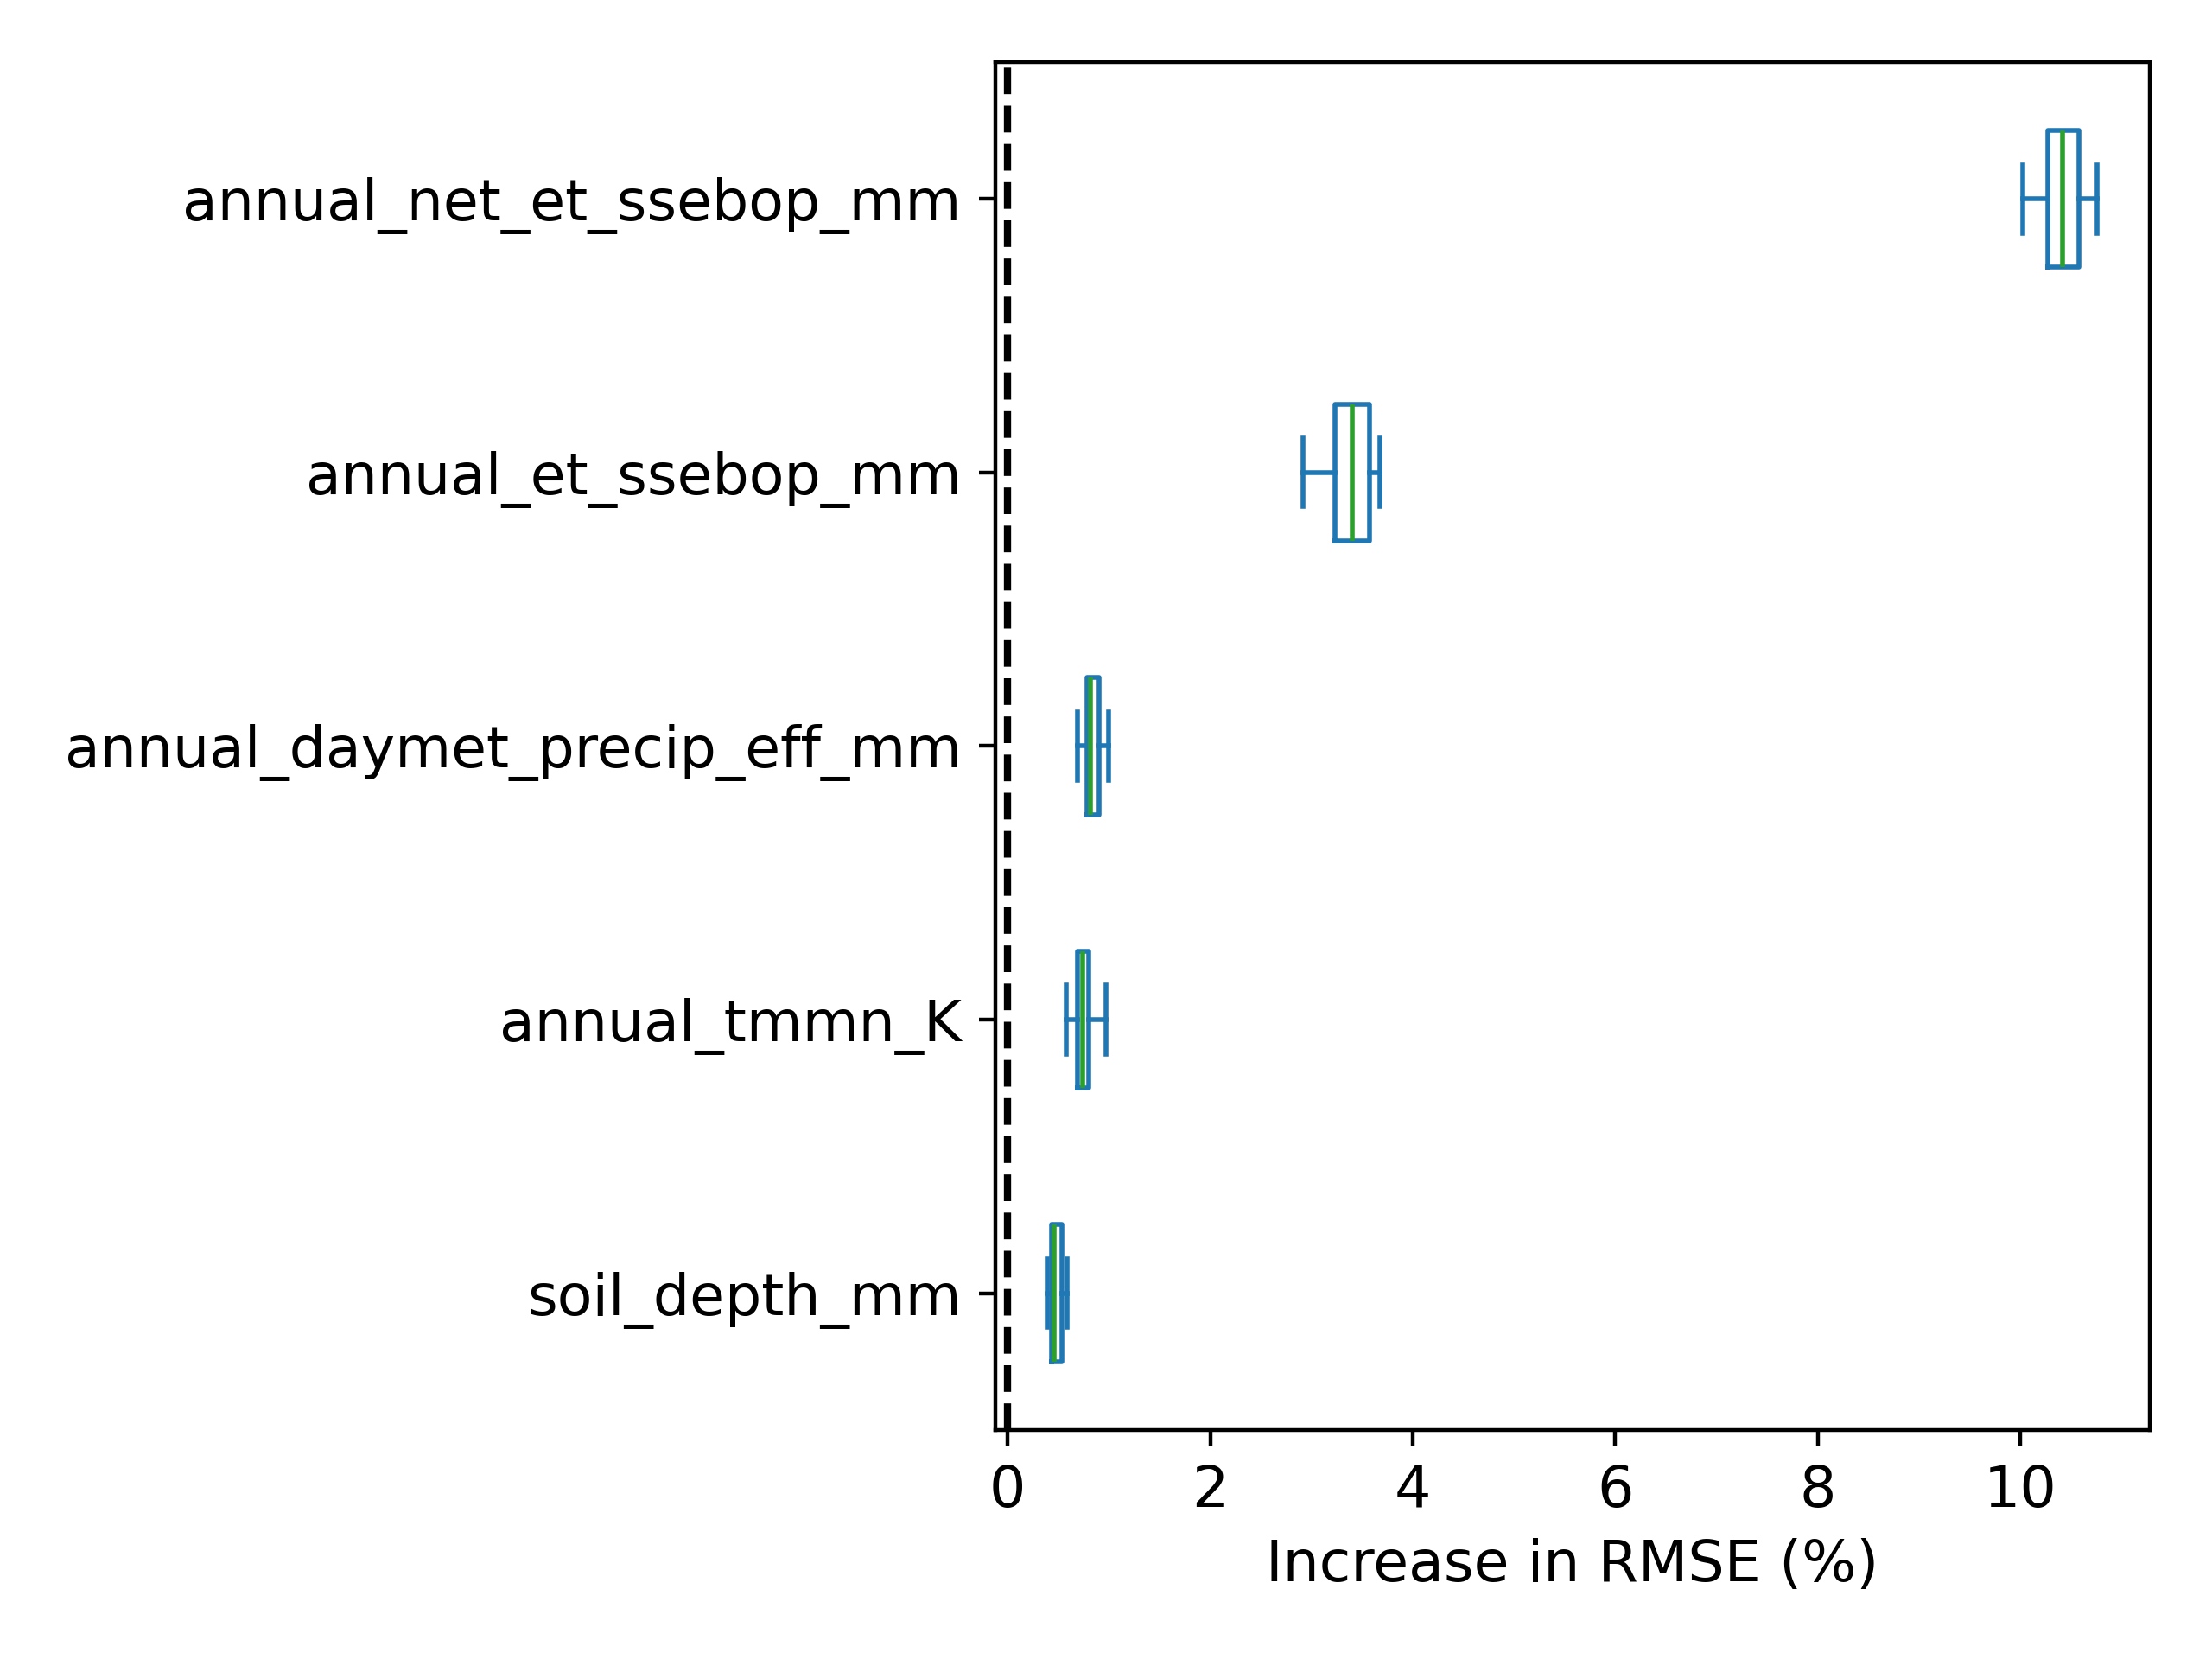 annual_net_et_ssebop_mm
annual_et_ssebop_mm
annual_daymet_precip_eff_mm
annual_tmmn_K
soil_depth_mm
0 2 4 6 8 10
Increase in RMSE (%)